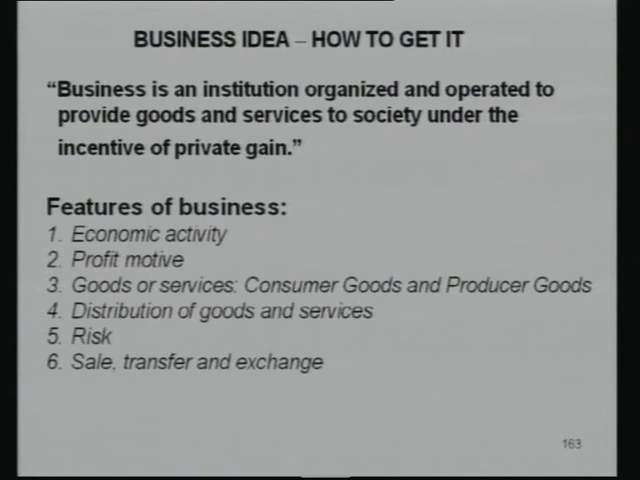 BUSINESS IDEA – HOW TO GET IT
“Business is an institution organized and operated to
provide goods and services to society under the
incentive of private gain.”
Features of business:
1. Economic activity
2. Profit motive
3. Goods or services: Consumer Goods and Producer Goods
4. Distribution of goods and services
5. Risk
6. Sale, transfer and exchange
163